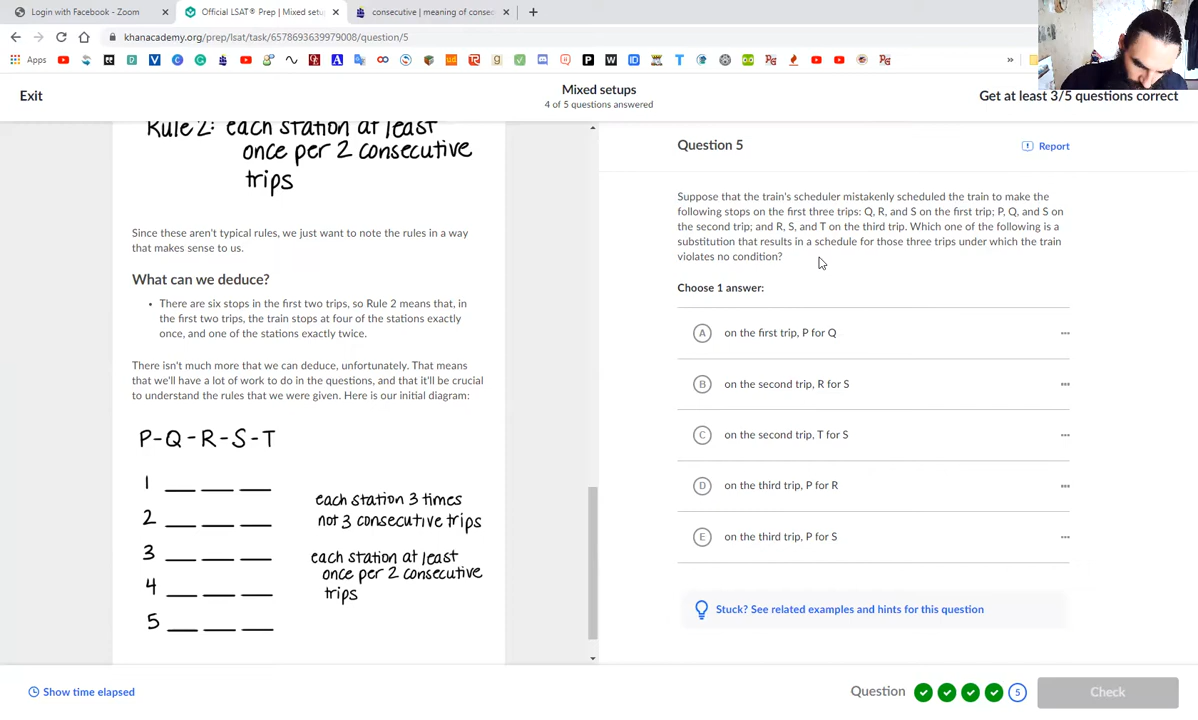 Login with Facebook - Zoom
Official LSAT® Prep | Mixed setu
consecutive | meaning of consec
khanacademy.org/prep/lsat/task/6578693639979008/question/5
Apps
Exit
Mixed setups
4 of 5 questions answered
Get at least 3/5 questions correct
Rule 2: each station at least
once per 2 consecutive
trips
Since these aren't typical rules, we just want to note the rules in a way
that makes sense to us.
What can we deduce?
• There are six stops in the first two trips, so Rule 2 means that, in
the first two trips, the train stops at four of the stations exactly
once, and one of the stations exactly twice.
There isn't much more that we can deduce, unfortunately. That means
that we'll have a lot of work to do in the questions, and that it'll be crucial
to understand the rules that we were given. Here is our initial diagram:
P-Q-R-S-T
1
2
3
4
5
each station 3 times
not 3 consecutive trips
each station at least
once per 2 consecutive
trips
Question 5
Report
Suppose that the train's scheduler mistakenly scheduled the train to make the
following stops on the first three trips: Q, R, and S on the first trip; P, Q, and S on
the second trip; and R, S, and T on the third trip. Which one of the following is a
substitution that results in a schedule for those three trips under which the train
violates no condition?
Choose 1 answer:
A on the first trip, P for Q
B on the second trip, R for S
C on the second trip, T for S
D on the third trip, P for R
E on the third trip, P for S
Stuck? See related examples and hints for this question
Show time elapsed
Question
5
Check